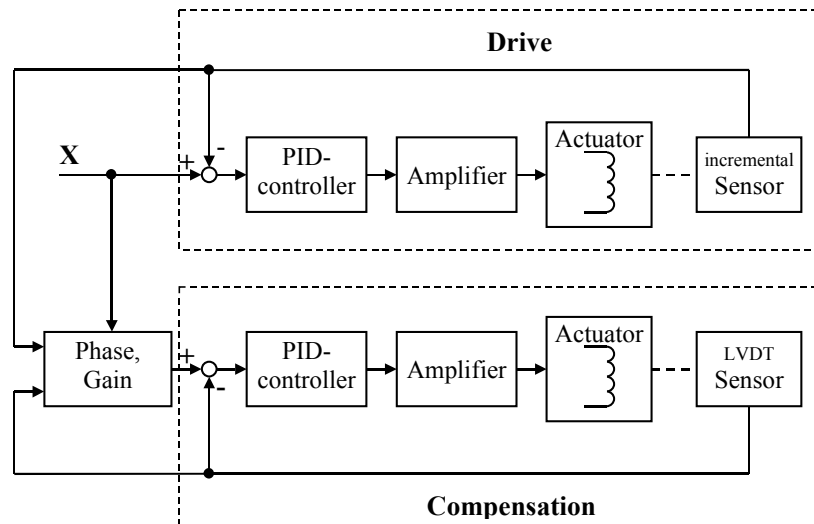 Drive
X
+
-
PID-
controller
Amplifier
Actuator
incremental
Sensor
Phase,
Gain
+
-
PID-
controller
Amplifier
Actuator
LVDT
Sensor
Compensation